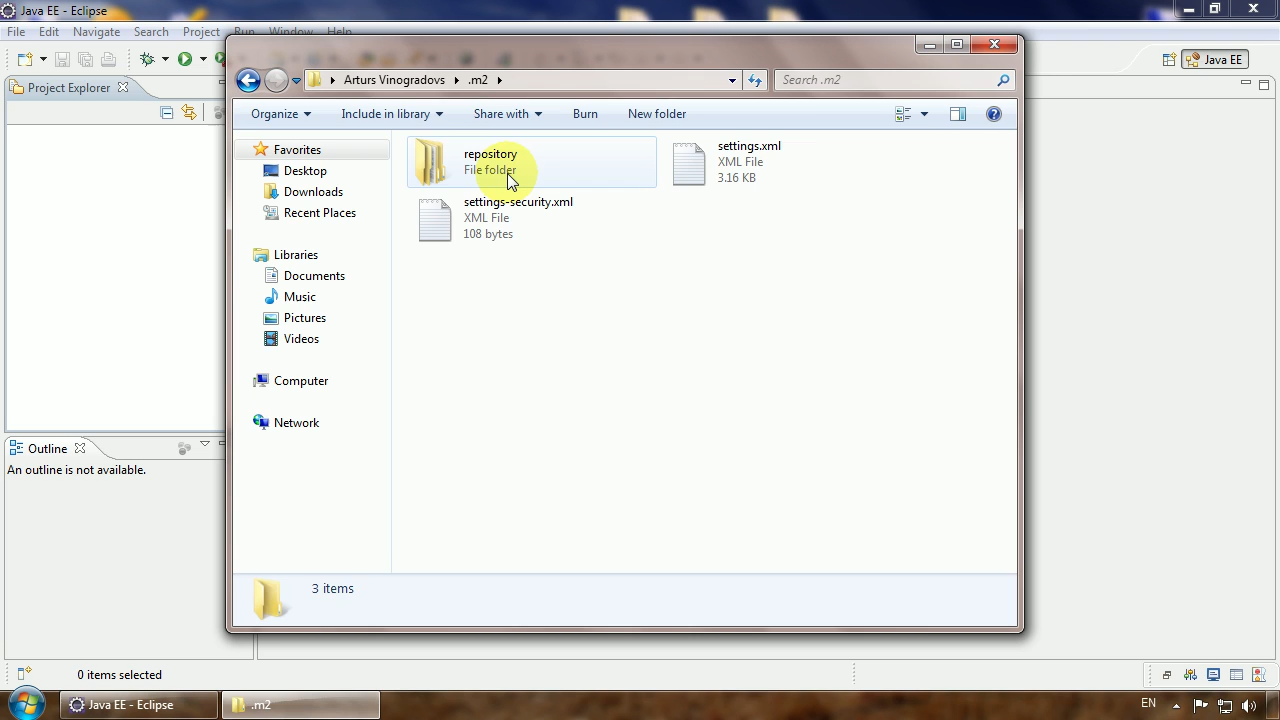 Java EE - Eclipse
File Edit Navigate Search Project Run Window Help
Java EE
Project Explorer
Arturs Vinogradovs .m2
Search .m2
Organize Include in library Share with Burn New folder
Favorites
Desktop
Downloads
Recent Places
Libraries
Documents
Music
Pictures
Videos
Computer
Network
repository
File folder
settings.xml
XML File
3.16 KB
settings-security.xml
XML File
108 bytes
3 items
Outline
An outline is not available.
0 items selected
Java EE - Eclipse
.m2
EN